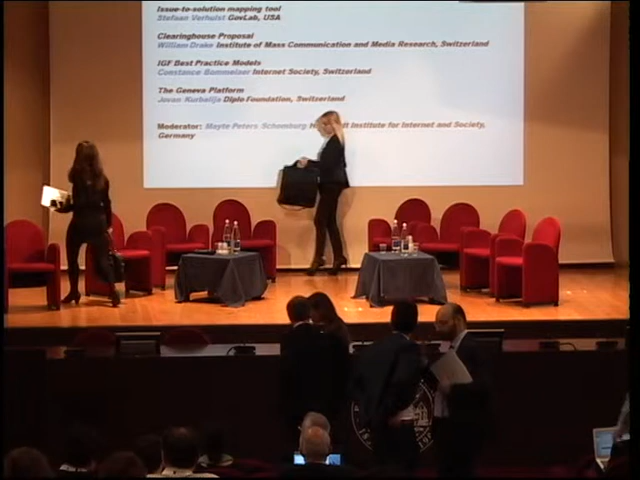 Issue-to-solution mapping tool
Stefaan Verhulst GovLab, USA
Clearinghouse Proposal
William Drake Institute of Mass Communication and Media Research, Switzerland
IGF Best Practice Models
Constance Bommelaer Internet Society, Switzerland
The Geneva Platform
Jovan Kurbalija Diplo Foundation, Switzerland
Moderator: Mayte Peters Schomburg H t Institute for Internet and Society,
Germany